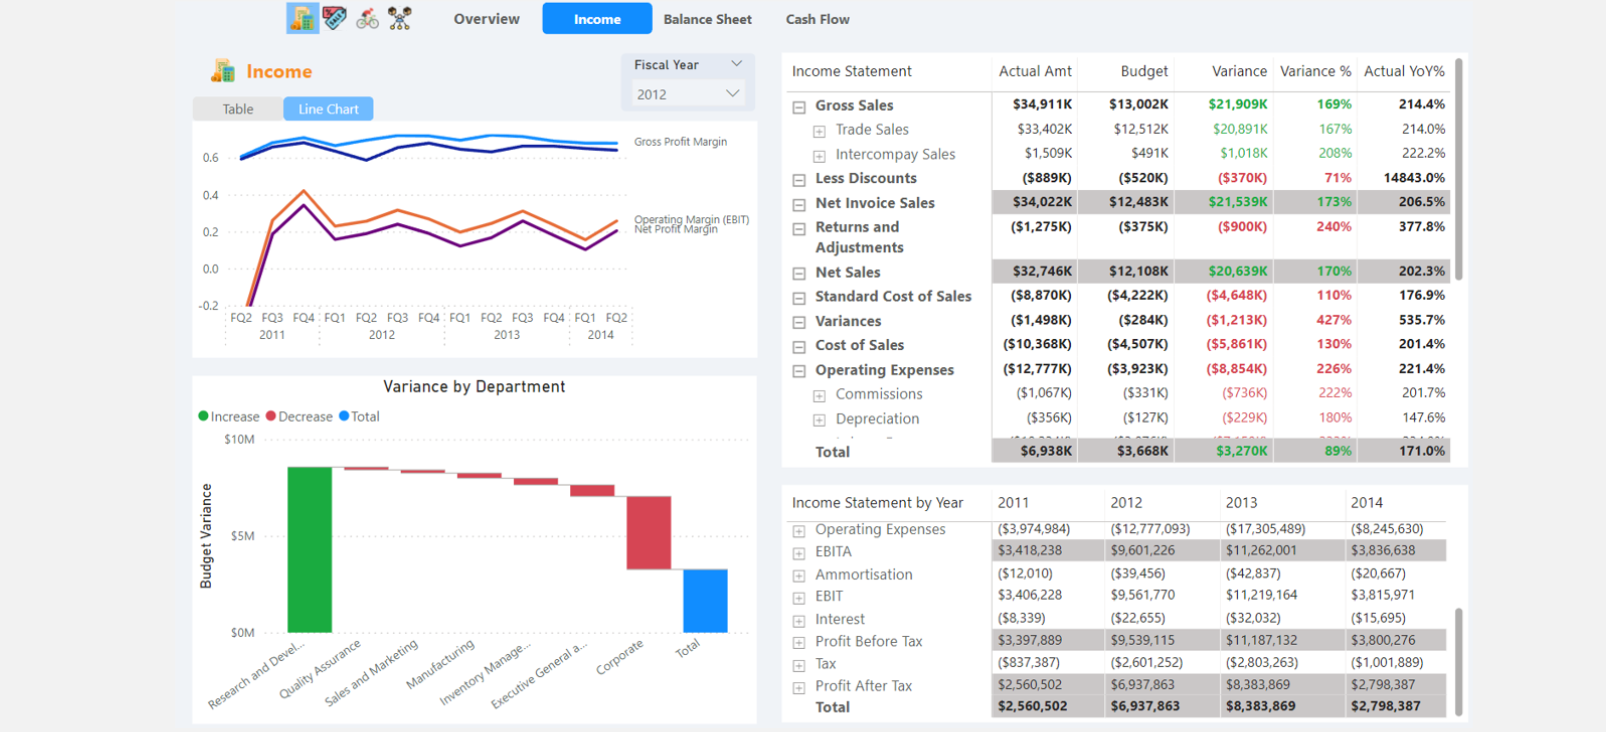 Overview Income Balance Sheet Cash Flow
Income
Fiscal Year
2012
Table Line Chart
Gross Profit Margin
Operating Margin (EBIT)
Net Profit Margin
0.6
0.4
0.2
0.0
-0.2
FQ2 FQ3 FQ4 FQ1 FQ2 FQ3 FQ4 FQ1 FQ2 FQ3 FQ4 FQ1 FQ2
2011 2012 2013 2014
Variance by Department
Increase Decrease Total
Budget Variance
$10M
$5M
$0M
Research and Devel...
Quality Assurance
Sales and Marketing
Manufacturing
Inventory Manage...
Executive General a...
Corporate
Total
Income Statement Actual Amt Budget Variance Variance % Actual YoY%
Gross Sales $34,911K $13,002K $21,909K 169% 214.4%
Trade Sales $33,402K $12,512K $20,891K 167% 214.0%
Intercompay Sales $1,509K $491K $1,018K 208% 222.2%
Less Discounts ($889K) ($520K) ($370K) 71% 14843.0%
Net Invoice Sales $34,022K $12,483K $21,539K 173% 206.5%
Returns and
Adjustments ($1,275K) ($375K) ($900K) 240% 377.8%
Net Sales $32,746K $12,108K $20,639K 170% 202.3%
Standard Cost of Sales ($8,870K) ($4,222K) ($4,648K) 110% 176.9%
Variances ($1,498K) ($284K) ($1,213K) 427% 535.7%
Cost of Sales ($10,368K) ($4,507K) ($5,861K) 130% 201.4%
Operating Expenses ($12,777K) ($3,923K) ($8,854K) 226% 221.4%
Commissions ($1,067K) ($331K) ($736K) 222% 201.7%
Depreciation ($356K) ($127K) ($229K) 180% 147.6%
Total $6,938K $3,668K $3,270K 89% 171.0%
Income Statement by Year 2011 2012 2013 2014
Operating Expenses ($3,974,984) ($12,777,093) ($17,305,489) ($8,245,630)
EBITA $3,418,238 $9,601,226 $11,262,001 $3,836,638
Ammortisation ($12,010) ($39,456) ($42,837) ($20,667)
EBIT $3,406,228 $9,561,770 $11,219,164 $3,815,971
Interest ($8,339) ($22,655) ($32,032) ($15,695)
Profit Before Tax $3,397,889 $9,539,115 $11,187,132 $3,800,276
Tax ($837,387) ($2,601,252) ($2,803,263) ($1,001,889)
Profit After Tax $2,560,502 $6,937,863 $8,383,869 $2,798,387
Total $2,560,502 $6,937,863 $8,383,869 $2,798,387